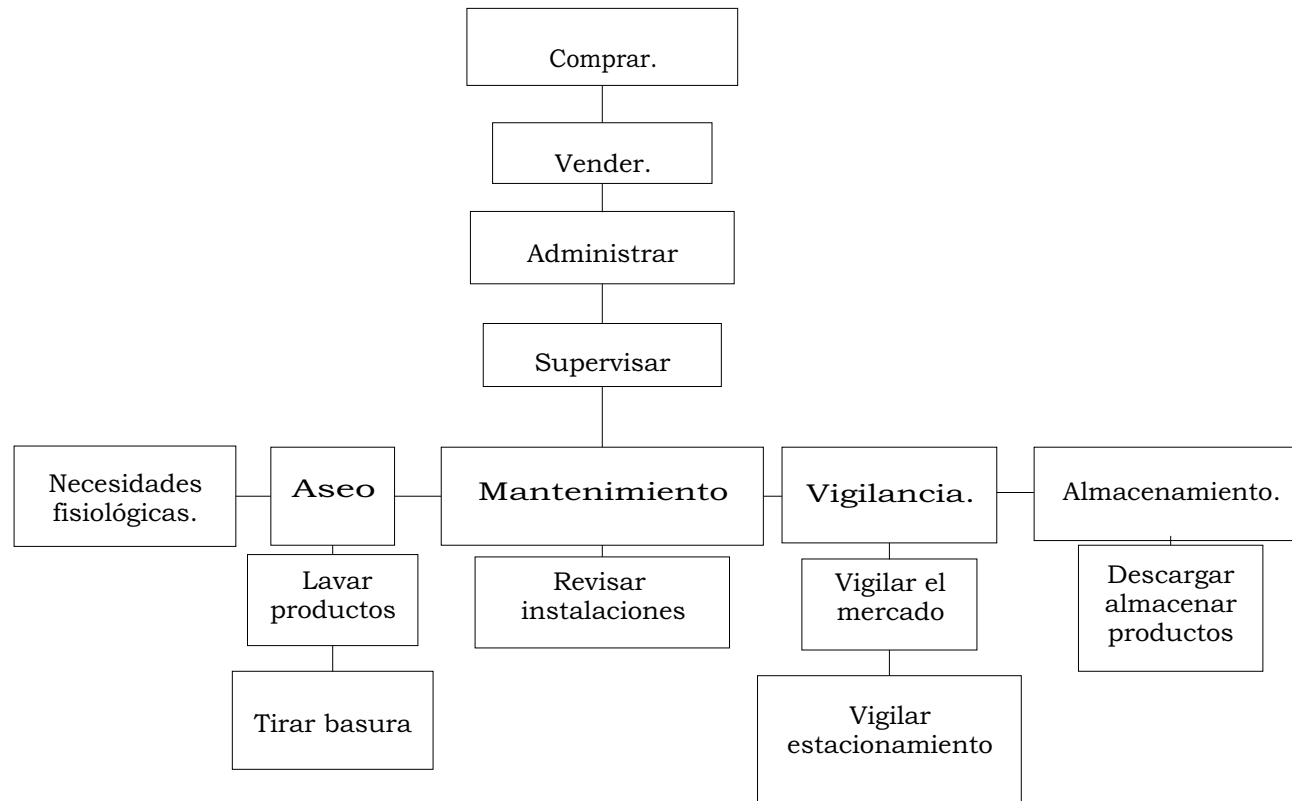 Comprar.
Vender.
Administrar
Supervisar
Necesidades
fisiológicas.
Aseo
Mantenimiento
Vigilancia.
Almacenamiento.
Lavar
productos
Revisar
instalaciones
Vigilar el
mercado
Descargar
almacenar
productos
Tirar basura
Vigilar
estacionamiento